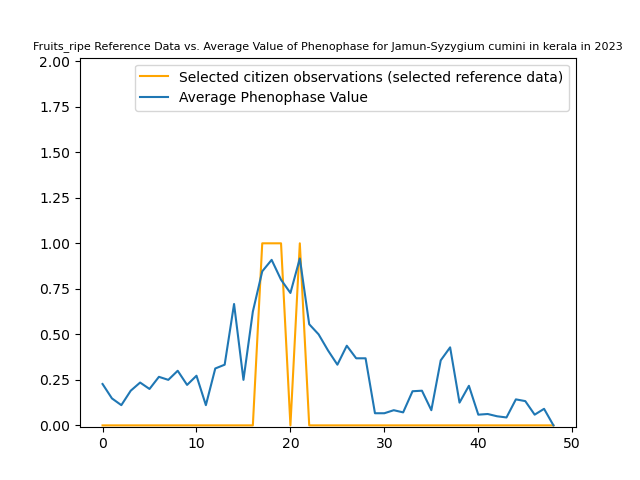 Fruits_ripe Reference Data vs. Average Value of Phenophase for Jamun-Syzygium cumini in kerala in 2023
Selected citizen observations (selected reference data)
Average Phenophase Value
2.00
1.75
1.50
1.25
1.00
0.75
0.50
0.25
0.00
0 10 20 30 40 50